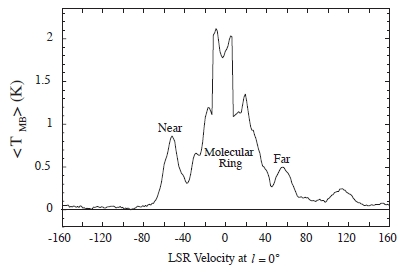 2
1.5
1
0.5
0
<T MB> (K)
Near
Molecular
Ring
Far
-160 -120 -80 -40 0 40 80 120 160
LSR Velocity at l = 0°